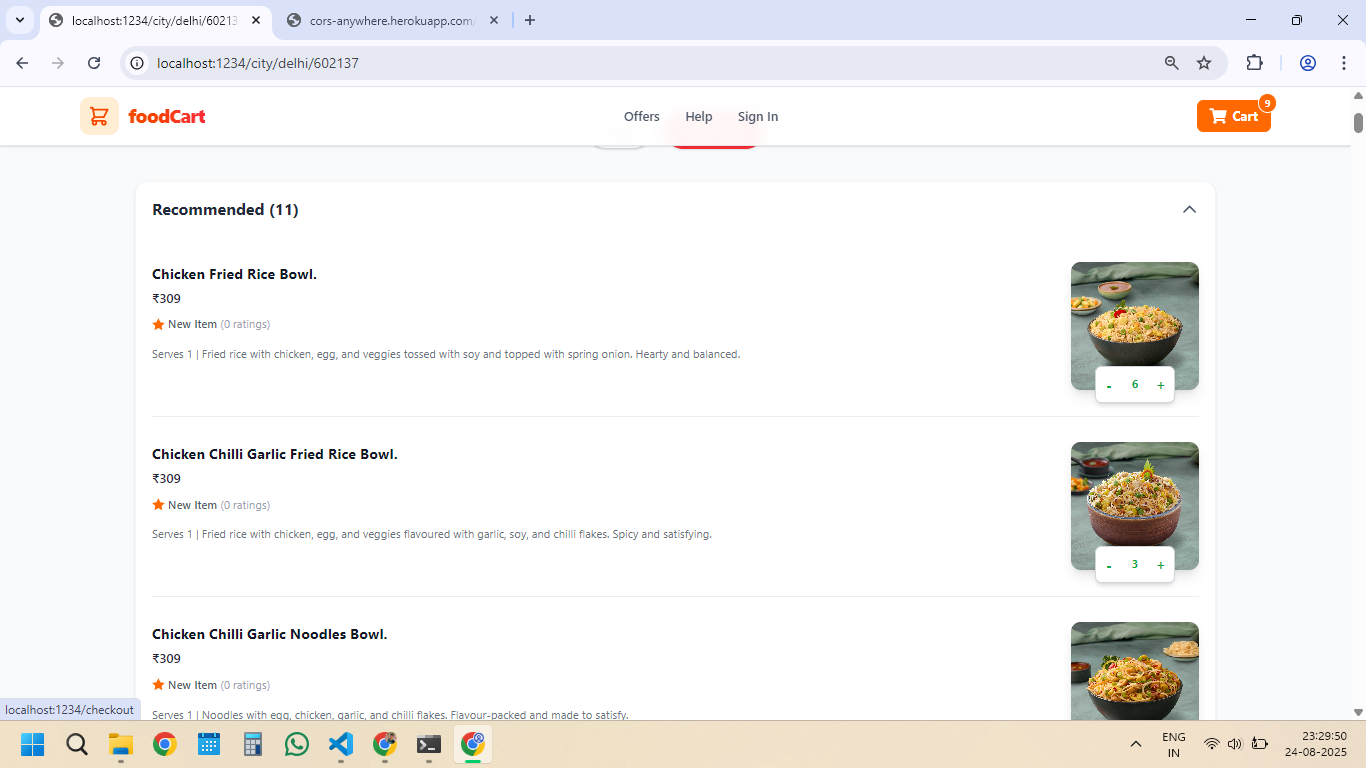 localhost:1234/city/delhi/60213
cors-anywhere.herokuapp.com/
localhost:1234/city/delhi/602137
foodCart
Offers
Help
Sign In
Cart
9
Recommended (11)
Chicken Fried Rice Bowl.
₹309
New Item (0 ratings)
Serves 1 | Fried rice with chicken, egg, and veggies tossed with soy and topped with spring onion. Hearty and balanced.
- 6 +
Chicken Chilli Garlic Fried Rice Bowl.
₹309
New Item (0 ratings)
Serves 1 | Fried rice with chicken, egg, and veggies flavoured with garlic, soy, and chilli flakes. Spicy and satisfying.
- 3 +
Chicken Chilli Garlic Noodles Bowl.
₹309
New Item (0 ratings)
Serves 1 | Noodles with egg, chicken, garlic, and chilli flakes. Flavour-packed and made to satisfy.
localhost:1234/checkout
ENG
IN
23:29:50
24-08-2025